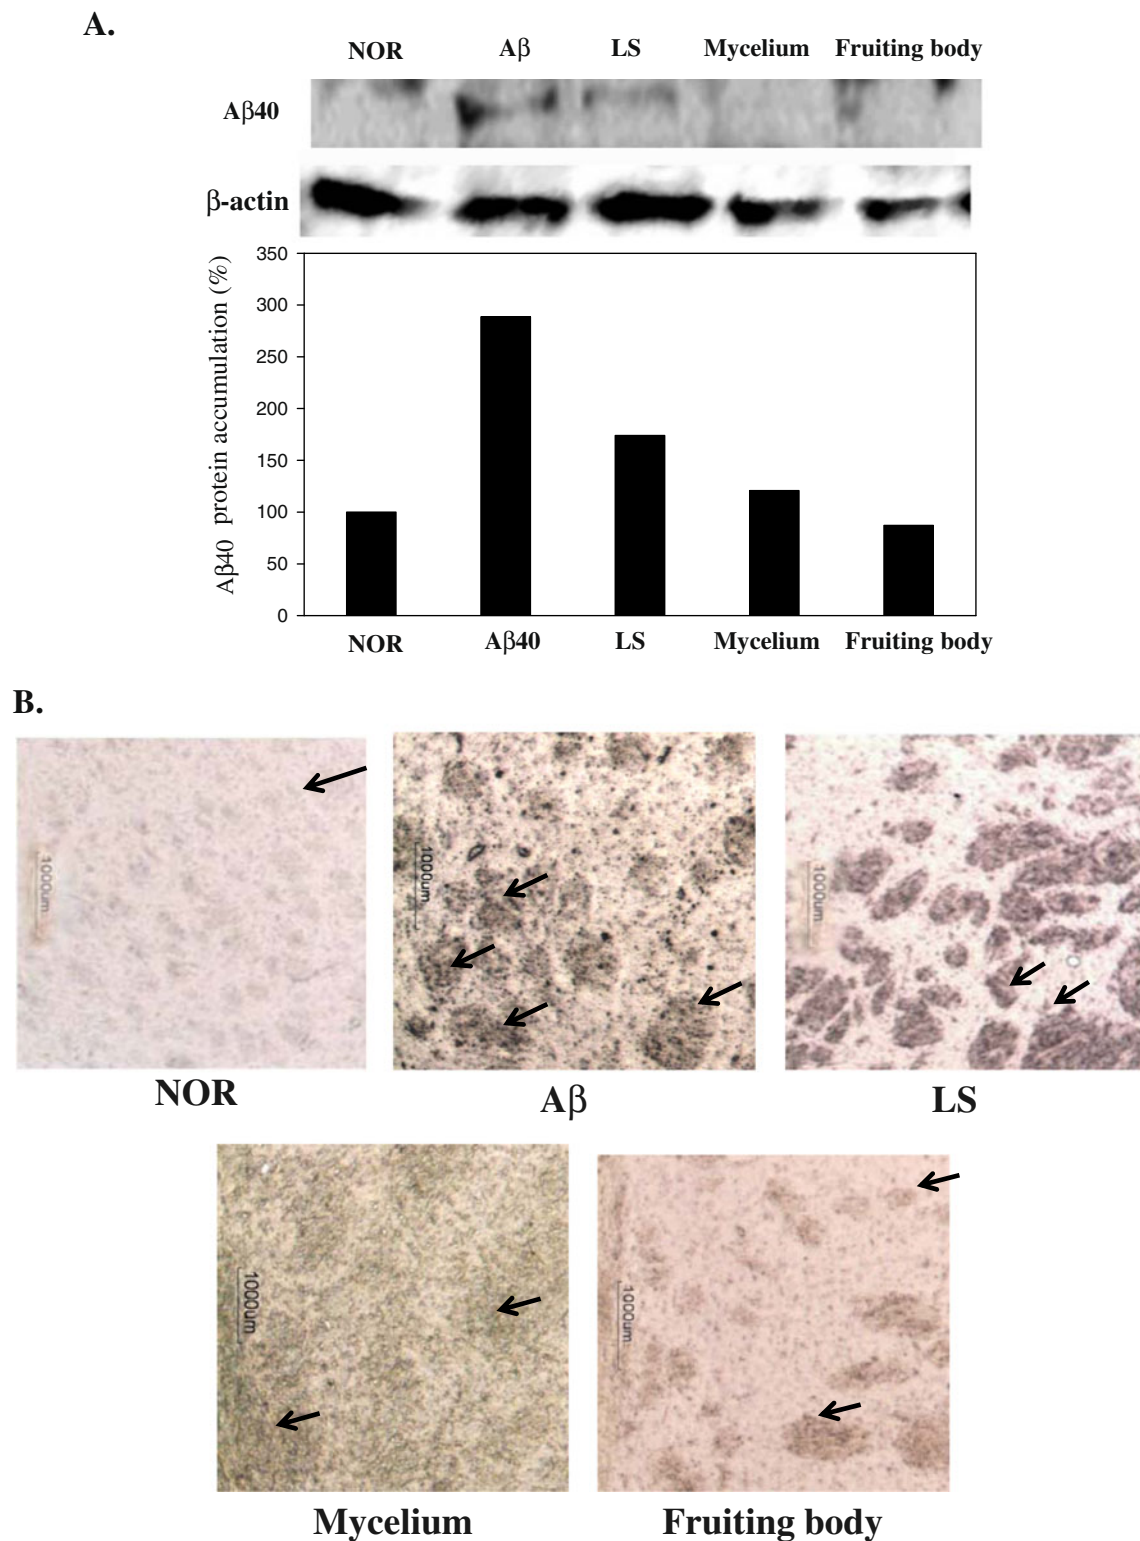 A.
NOR Aβ LS Mycelium Fruiting body
Aβ40
β-actin
Aβ40 protein accumulation (%)
350
300
250
200
150
100
50
0
NOR Aβ40 LS Mycelium Fruiting body
B.
1000um
1000um
1000um
NOR Aβ LS
1000um
1000um
Mycelium Fruiting body